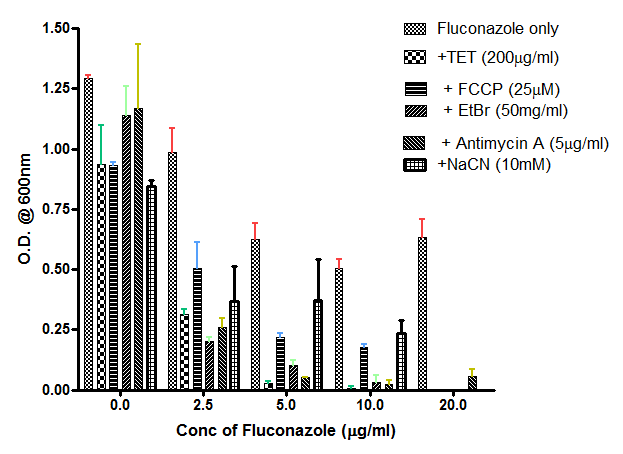 1.50
1.25
1.00
0.75
0.50
0.25
0.00
O.D. @ 600nm
0.0 2.5 5.0 10.0 20.0
Conc of Fluconazole (µg/ml)
Fluconazole only
+TET (200µg/ml)
+ FCCP (25µM)
+ EtBr (50mg/ml)
+ Antimycin A (5µg/ml)
+NaCN (10mM)